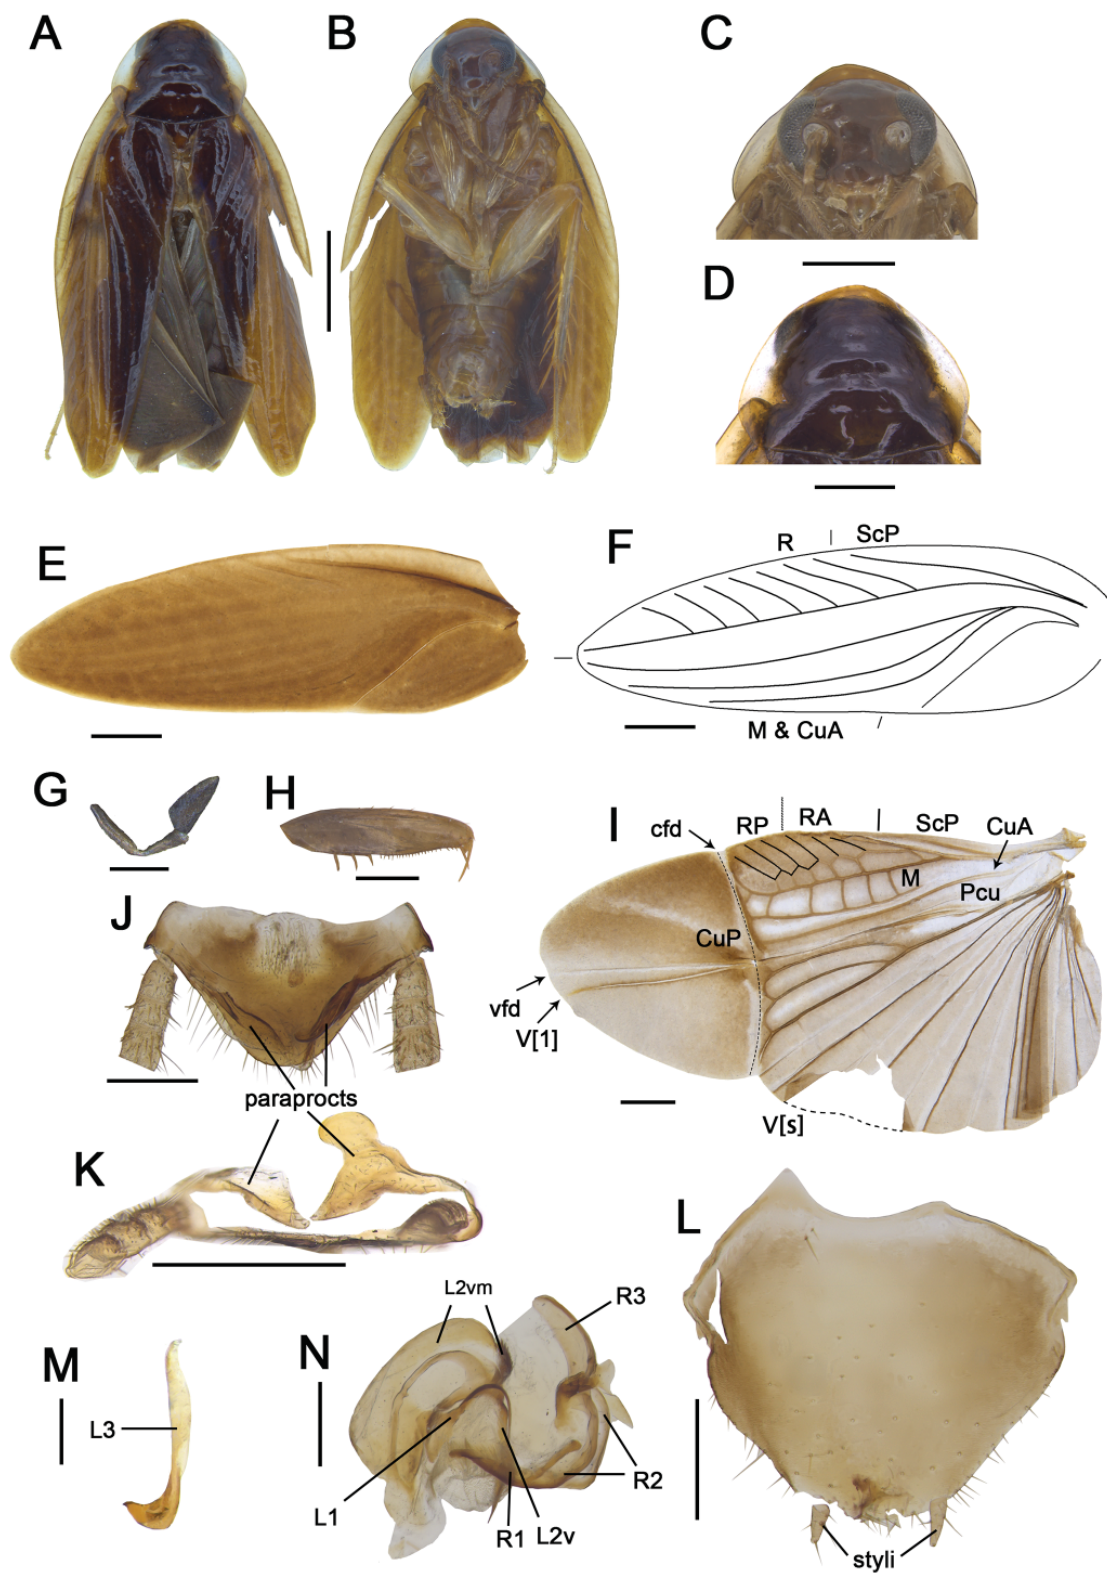 A
B
C
D
E
F
R
ScP
M & CuA
G
H
I
cfd
RP
RA
ScP
CuA
M
Pcu
CuP
vfd
V[1]
V[s]
J
paraprocts
K
L
styli
M
L3
N
L2vm
R3
L1
R1
L2v
R2